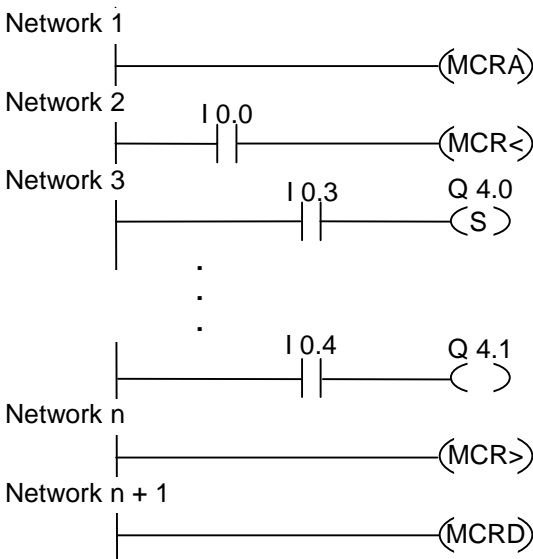 Network 1
(MCRA)
Network 2
I 0.0
(MCR<)
Network 3
I 0.3 Q 4.0
(S)
.
.
.
I 0.4 Q 4.1
( )
Network n
(MCR>)
Network n + 1
(MCRD)